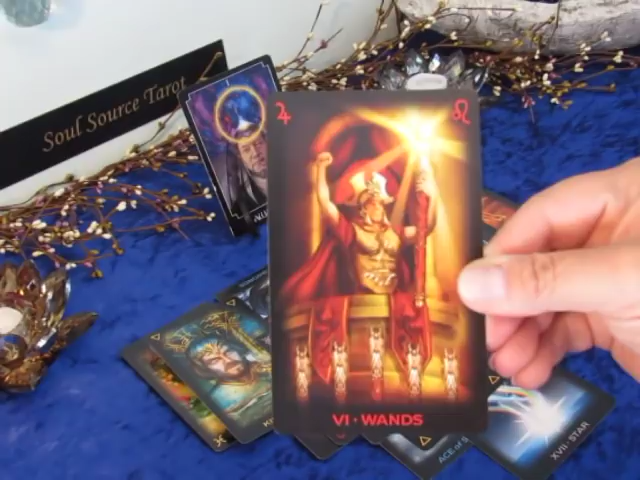 Soul Source Tarot
VI • WANDS
ACE of S
XVII • STAR